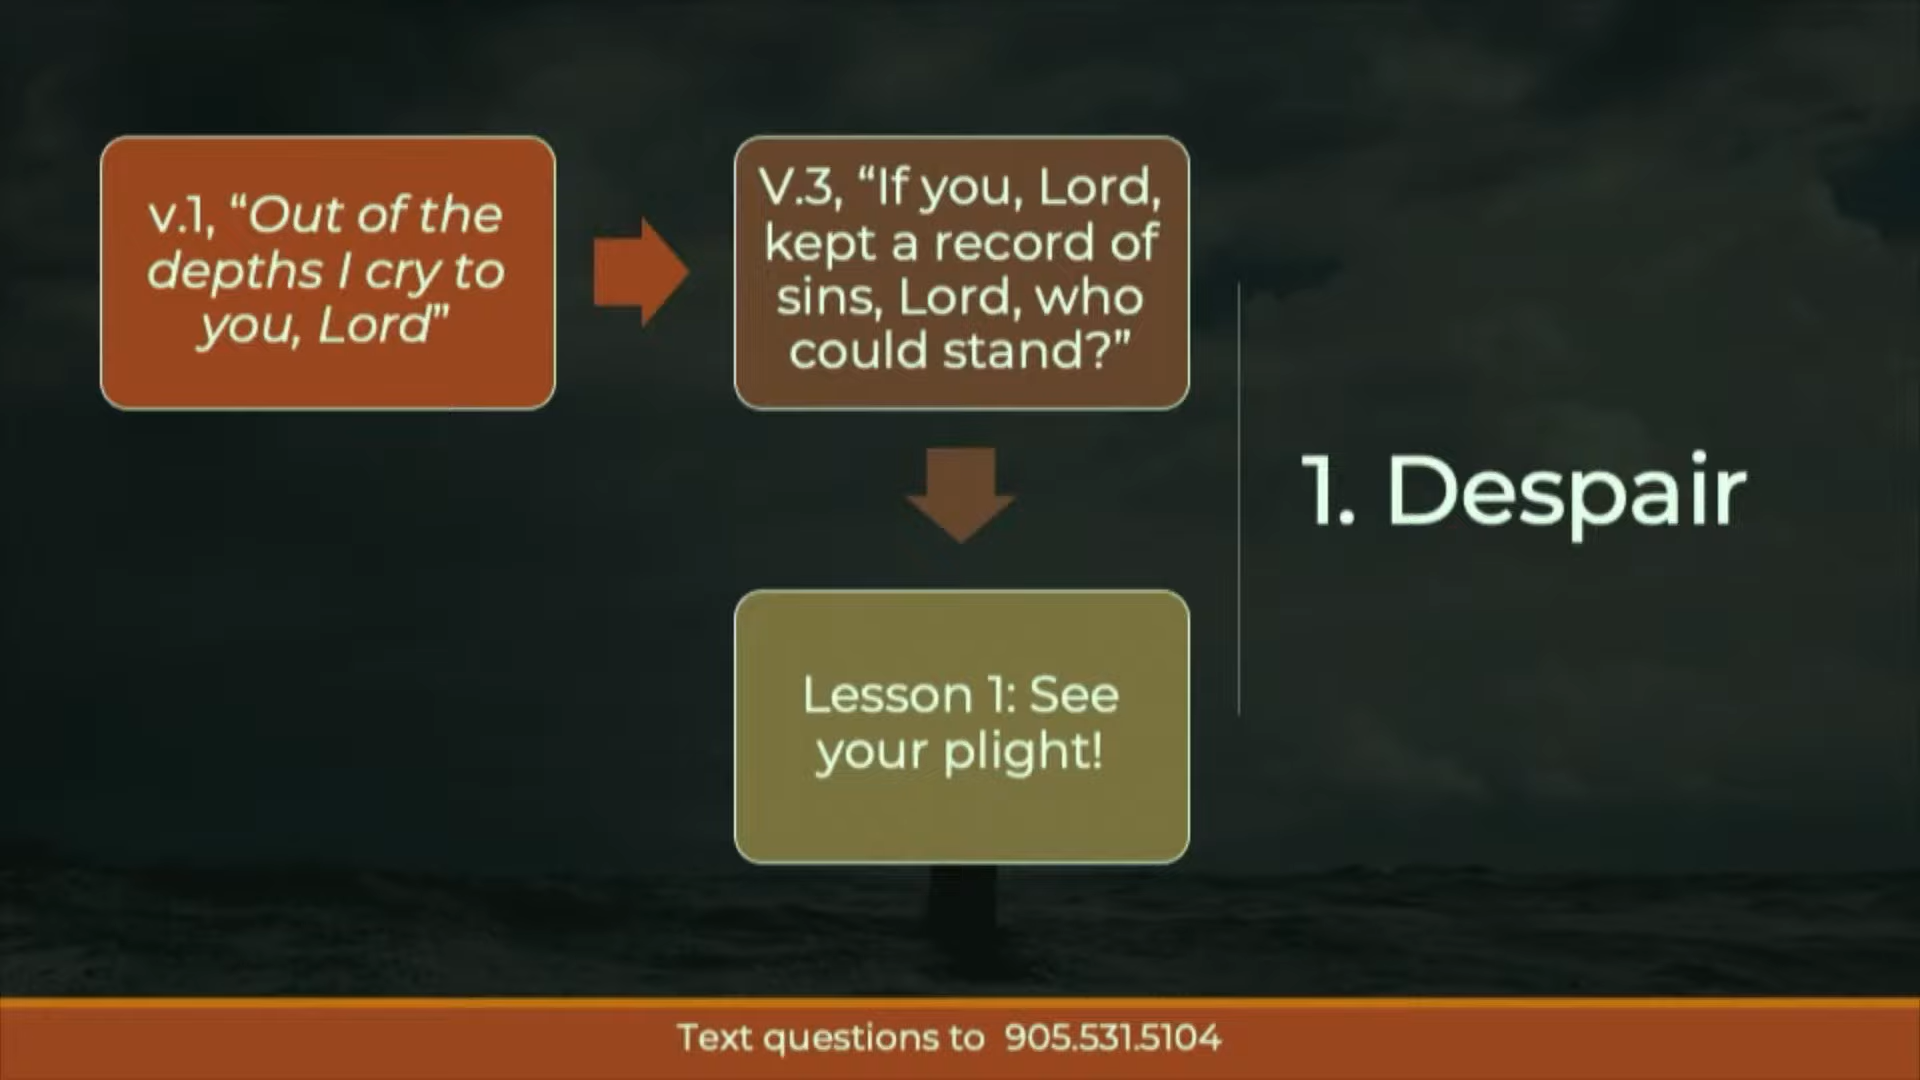 v.1, “Out of the
depths I cry to
you, Lord”
V.3, “If you, Lord,
kept a record of
sins, Lord, who
could stand?”
Lesson 1: See
your plight!
1. Despair
Text questions to 905.531.5104